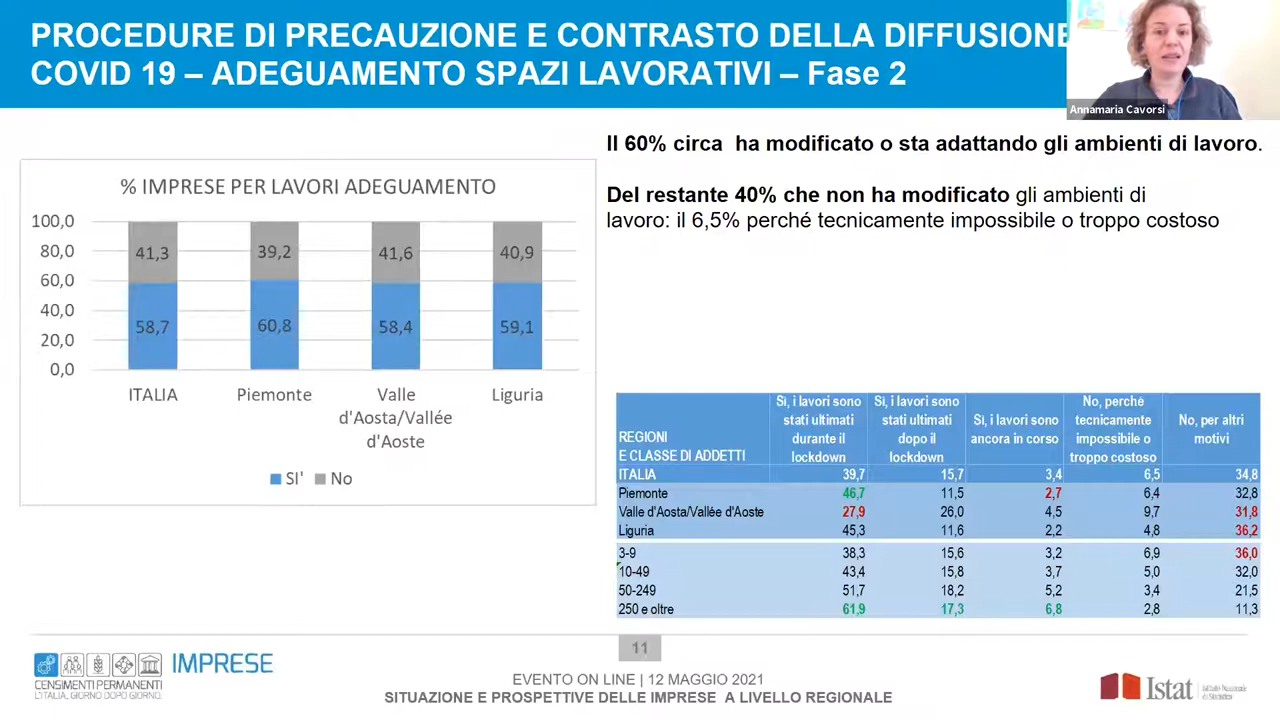 PROCEDURE DI PRECAUZIONE E CONTRASTO DELLA DIFFUSIONE
COVID 19 – ADEGUAMENTO SPAZI LAVORATIVI – Fase 2
Annamaria Cavorsi
Il 60% circa ha modificato o sta adattando gli ambienti di lavoro.
Del restante 40% che non ha modificato gli ambienti di
lavoro: il 6,5% perché tecnicamente impossibile o troppo costoso
% IMPRESE PER LAVORI ADEGUAMENTO
100,0
80,0
60,0
40,0
20,0
0,0
41,3 39,2 41,6 40,9
58,7 60,8 58,4 59,1
ITALIA Piemonte Valle d'Aosta/Vallée d'Aoste Liguria
SI' No
REGIONI
E CLASSE DI ADDETTI
Sì, i lavori sono
stati ultimati
durante il
lockdown
Sì, i lavori sono
stati ultimati
dopo il
lockdown
Sì, i lavori sono
ancora in corso
No, perché
tecnicamente
impossibile o
troppo costoso
No, per altri
motivi
ITALIA 39,7 15,7 3,4 6,5 34,8
Piemonte 46,7 11,5 2,7 6,4 32,8
Valle d'Aosta/Vallée d'Aoste 27,9 26,0 4,5 9,7 31,8
Liguria 45,3 11,6 2,2 4,8 36,2
3-9 38,3 15,6 3,2 6,9 36,0
10-49 43,4 15,8 3,7 5,0 32,0
50-249 51,7 18,2 5,2 3,4 21,5
250 e oltre 61,9 17,3 6,8 2,8 11,3
11
IMPRESE
CENSIMENTI PERMANENTI
L'ITALIA, GIORNO DOPO GIORNO
EVENTO ON LINE | 12 MAGGIO 2021
SITUAZIONE E PROSPETTIVE DELLE IMPRESE A LIVELLO REGIONALE
Istat